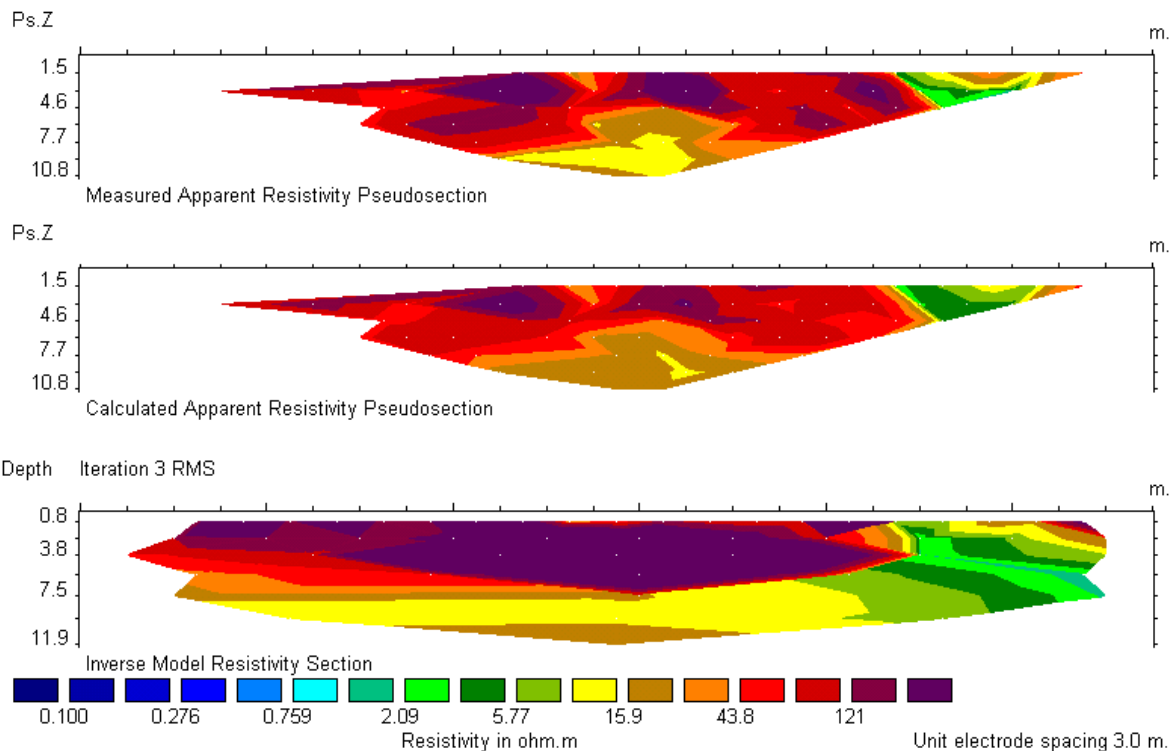 Ps.Z
m.
1.5
4.6
7.7
10.8
Measured Apparent Resistivity Pseudosection
Ps.Z
m.
1.5
4.6
7.7
10.8
Calculated Apparent Resistivity Pseudosection
Depth Iteration 3 RMS
m.
0.8
3.8
7.5
11.9
Inverse Model Resistivity Section
0.100 0.276 0.759 2.09 5.77 15.9 43.8 121
Resistivity in ohm.m Unit electrode spacing 3.0 m.